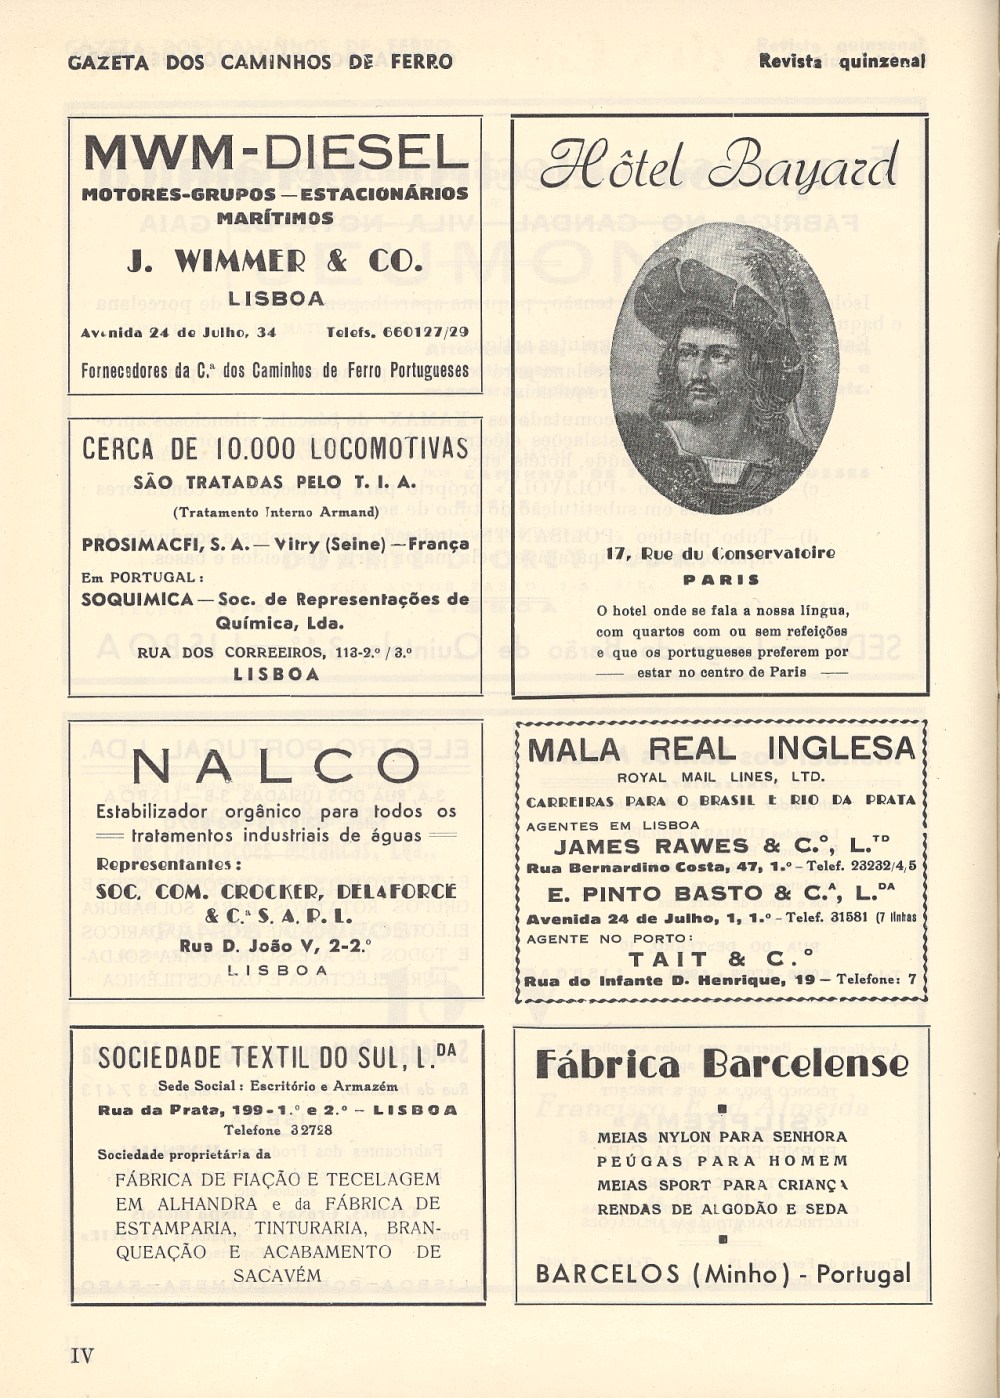 GAZETA DOS CAMINHOS DE FERRO
Revista quinzenal
MWM-DIESEL
MOTORES-GRUPOS — ESTACIONÁRIOS
MARÍTIMOS
J. WIMMER & CO.
LISBOA
Avenida 24 de Julho, 34 Telefs. 660127/29
Fornecedores da C.ª dos Caminhos de Ferro Portugueses
CERCA DE 10.000 LOCOMOTIVAS
SÃO TRATADAS PELO T. I. A.
(Tratamento Interno Armand)
PROSIMACFI, S. A. — Vitry (Seine) — França
Em PORTUGAL:
SOQUIMICA — Soc. de Representações de
Química, Lda.
RUA DOS CORREEIROS, 113-2.º / 3.º
LISBOA
Hôtel Bayard
17, Rue du Conservatoire
PARIS
O hotel onde se fala a nossa língua,
com quartos com ou sem refeições
e que os portugueses preferem por
— estar no centro de Paris —
NALCO
Estabilizador orgânico para todos os
tratamentos industriais de águas
Representantes:
SOC. COM. CROCKER, DELAFORCE
& C.ª S. A. R. L.
Rua D. João V, 2-2.º
LISBOA
MALA REAL INGLESA
ROYAL MAIL LINES, LTD.
CARREIRAS PARA O BRASIL E RIO DA PRATA
AGENTES EM LISBOA
JAMES RAWES & C.º, L.TD
Rua Bernardino Costa, 47, 1.º - Telef. 23232/4,5
E. PINTO BASTO & C.A, L.DA
Avenida 24 de Julho, 1, 1.º - Telef. 31581 (7 linhas
AGENTE NO PORTO:
TAIT & C.º
Rua do Infante D. Henrique, 19 — Telefone: 7
SOCIEDADE TEXTIL DO SUL, L.DA
Sede Social: Escritório e Armazém
Rua da Prata, 199-1.º e 2.º – LISBOA
Telefone 32728
Sociedade proprietária da
FÁBRICA DE FIAÇÃO E TECELAGEM
EM ALHANDRA e da FÁBRICA DE
ESTAMPARIA, TINTURARIA, BRAN-
QUEAÇÃO E ACABAMENTO DE
SACAVÉM
Fábrica Barcelense
MEIAS NYLON PARA SENHORA
PEÚGAS PARA HOMEM
MEIAS SPORT PARA CRIANÇA
RENDAS DE ALGODÃO E SEDA
BARCELOS (Minho) - Portugal
IV